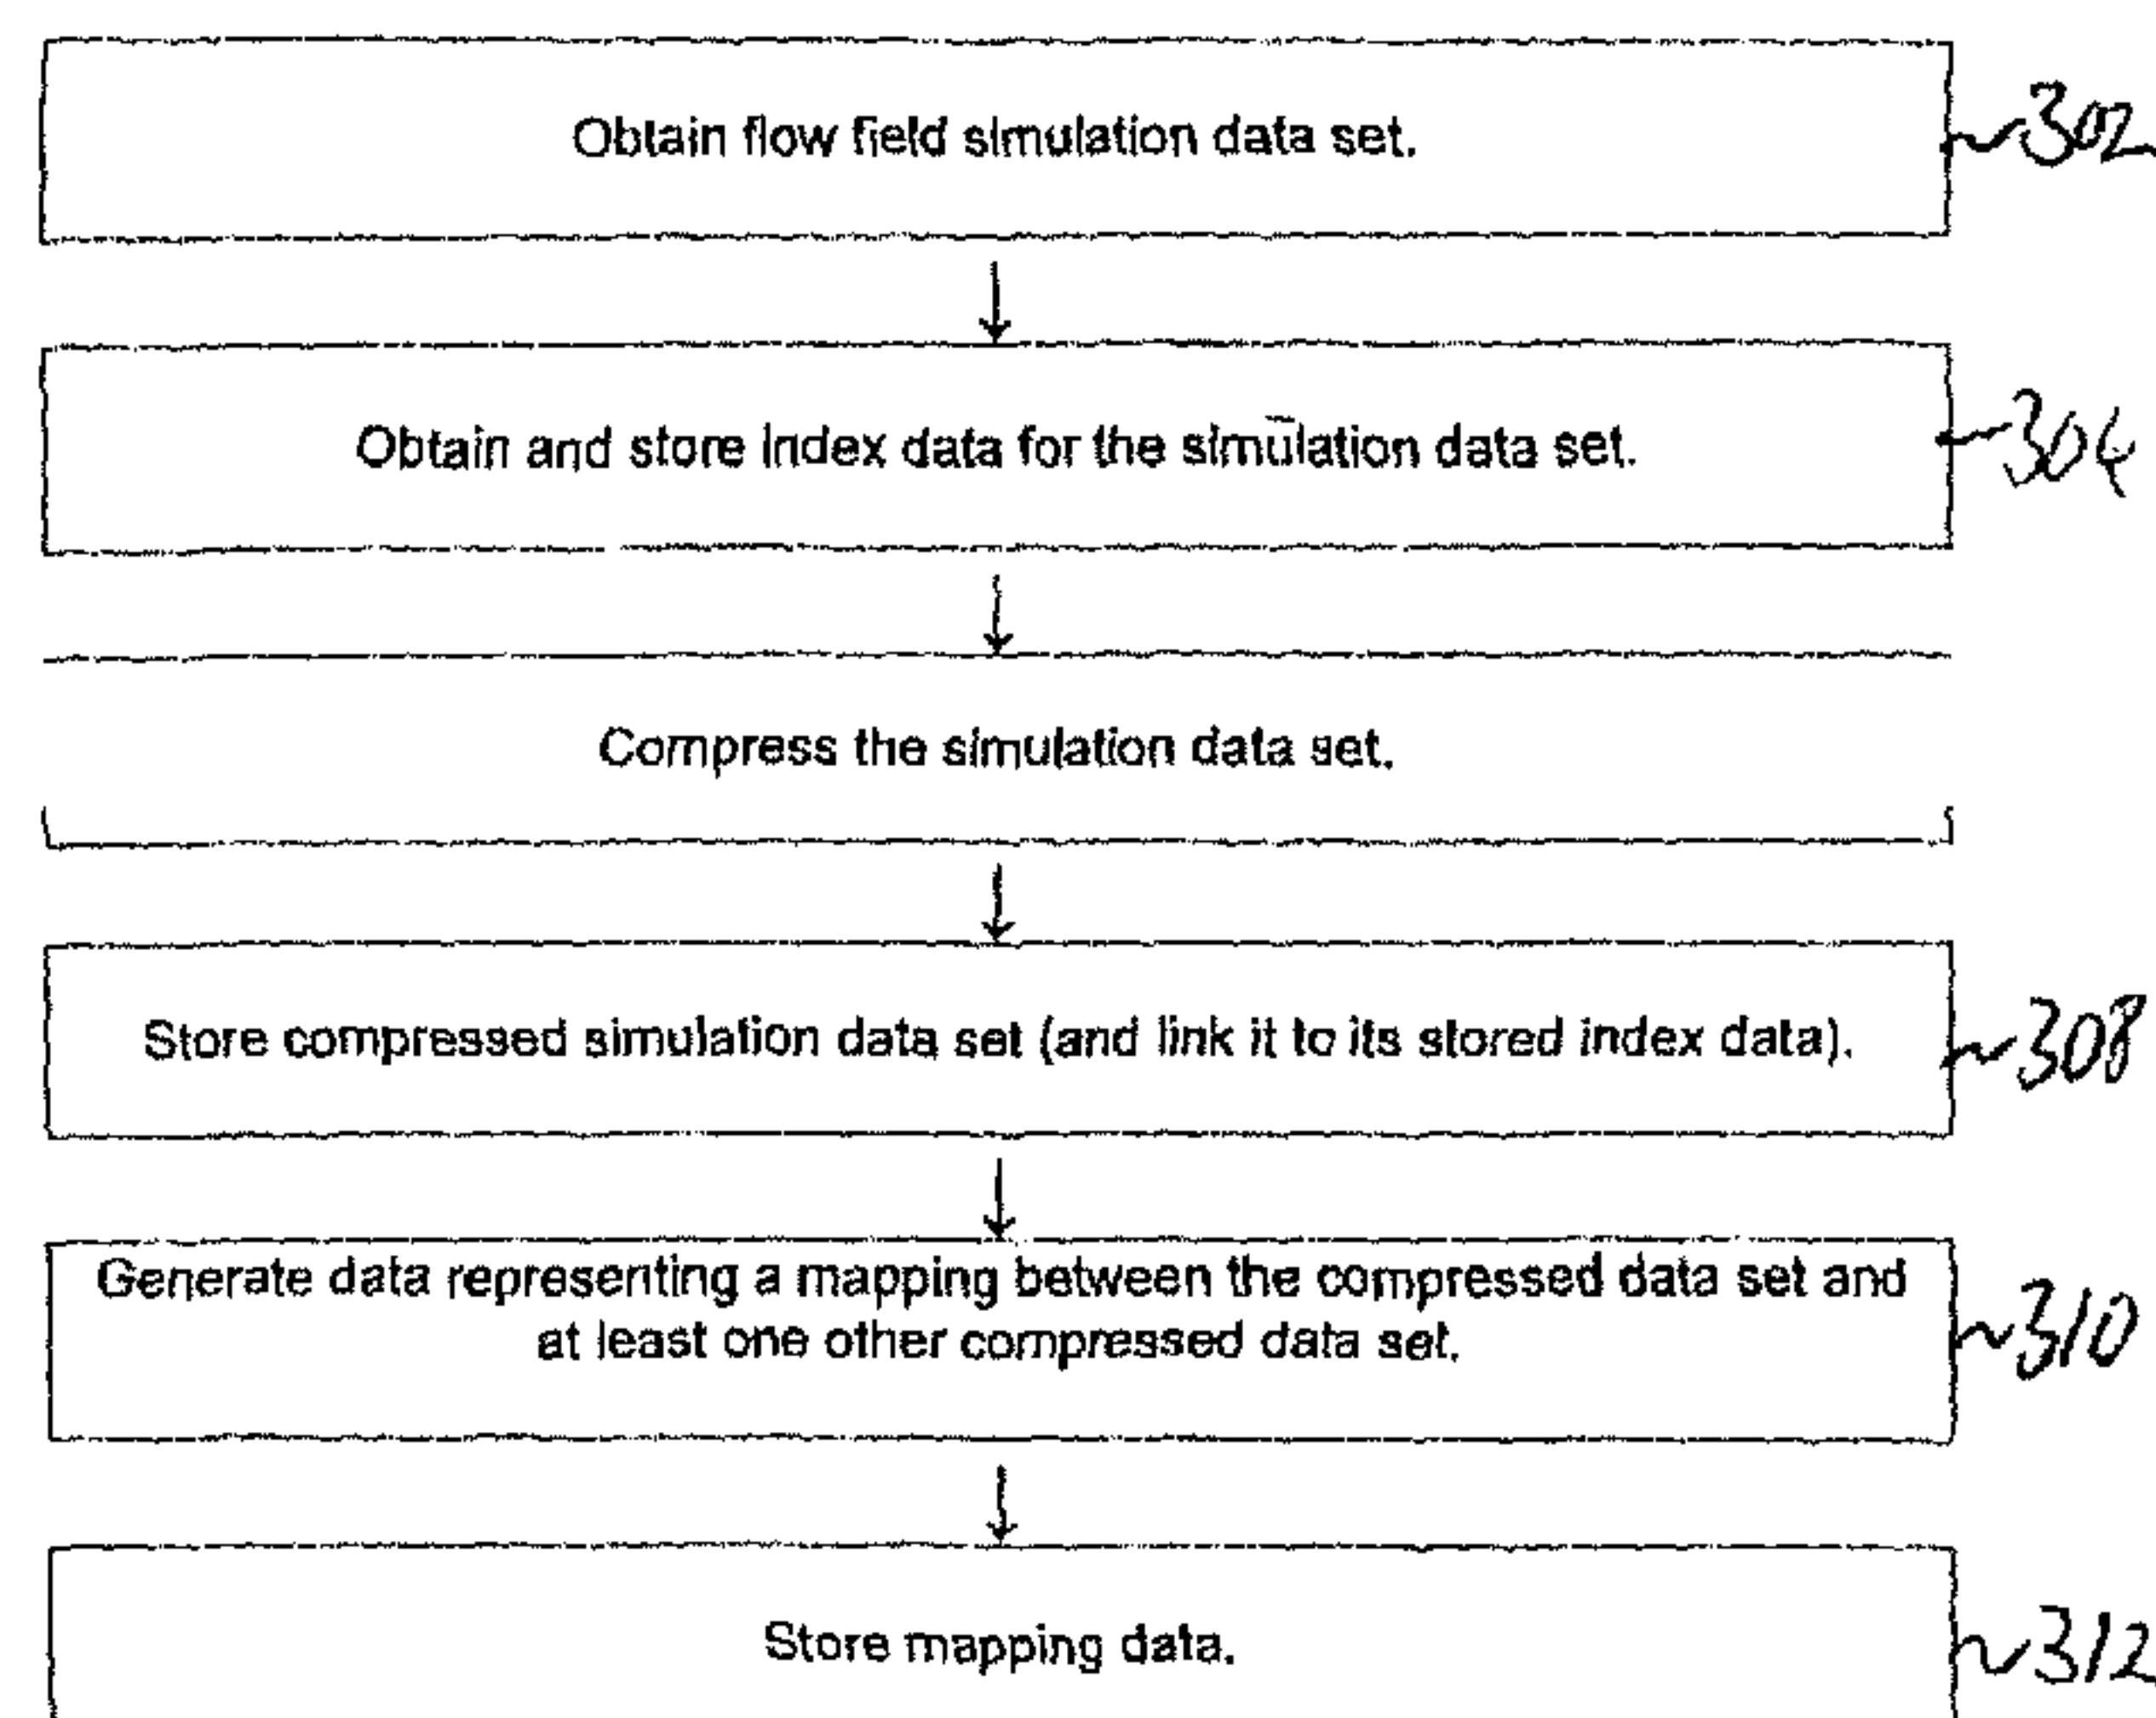 Obtain flow field simulation data set.
302
Obtain and store index data for the simulation data set.
304
Compress the simulation data set.
Store compressed simulation data set (and link it to its stored index data).
308
Generate data representing a mapping between the compressed data set and
at least one other compressed data set.
310
Store mapping data.
312